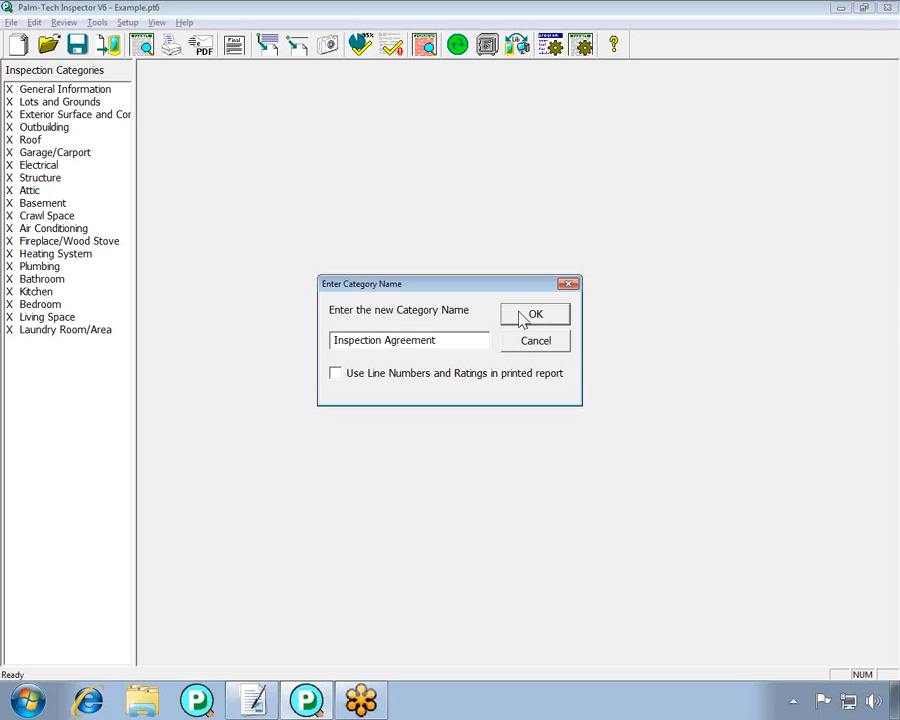 Palm-Tech Inspector V6 - Example.pt6
File Edit Review Tools Setup View Help
Inspection Categories
X General Information
X Lots and Grounds
X Exterior Surface and Cor
X Outbuilding
X Roof
X Garage/Carport
X Electrical
X Structure
X Attic
X Basement
X Crawl Space
X Air Conditioning
X Fireplace/Wood Stove
X Heating System
X Plumbing
X Bathroom
X Kitchen
X Bedroom
X Living Space
X Laundry Room/Area
Enter Category Name
Enter the new Category Name
OK
Inspection Agreement
Cancel
Use Line Numbers and Ratings in printed report
Ready
NUM